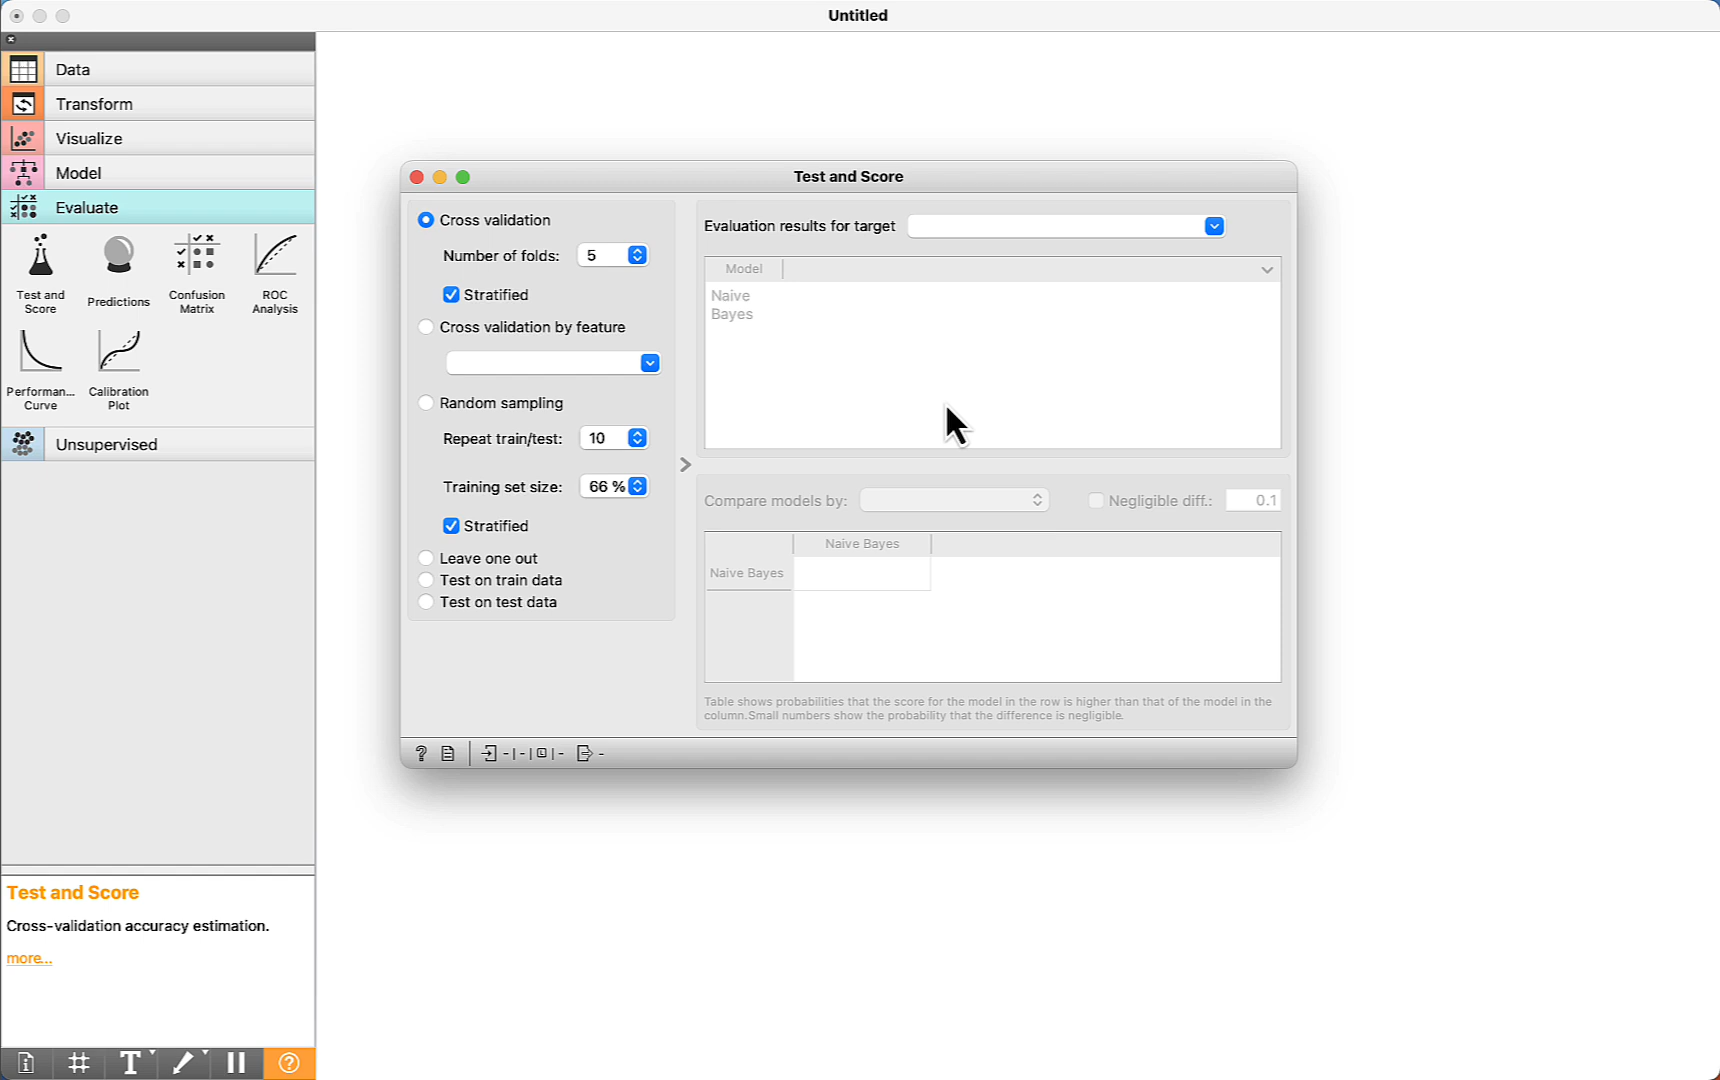 Untitled
Data
Transform
Visualize
Model
Evaluate
Test and
Score
Predictions
Confusion
Matrix
ROC
Analysis
Performan...
Curve
Calibration
Plot
Unsupervised
Test and Score
Cross-validation accuracy estimation.
more...
Test and Score
Cross validation
Number of folds: 5
Stratified
Cross validation by feature
Random sampling
Repeat train/test: 10
Training set size: 66 %
Stratified
Leave one out
Test on train data
Test on test data
Evaluation results for target
Model
Naive
Bayes
Compare models by:
Negligible diff.: 0.1
Naive Bayes
Naive Bayes
Table shows probabilities that the score for the model in the row is higher than that of the model in the
column.Small numbers show the probability that the difference is negligible.